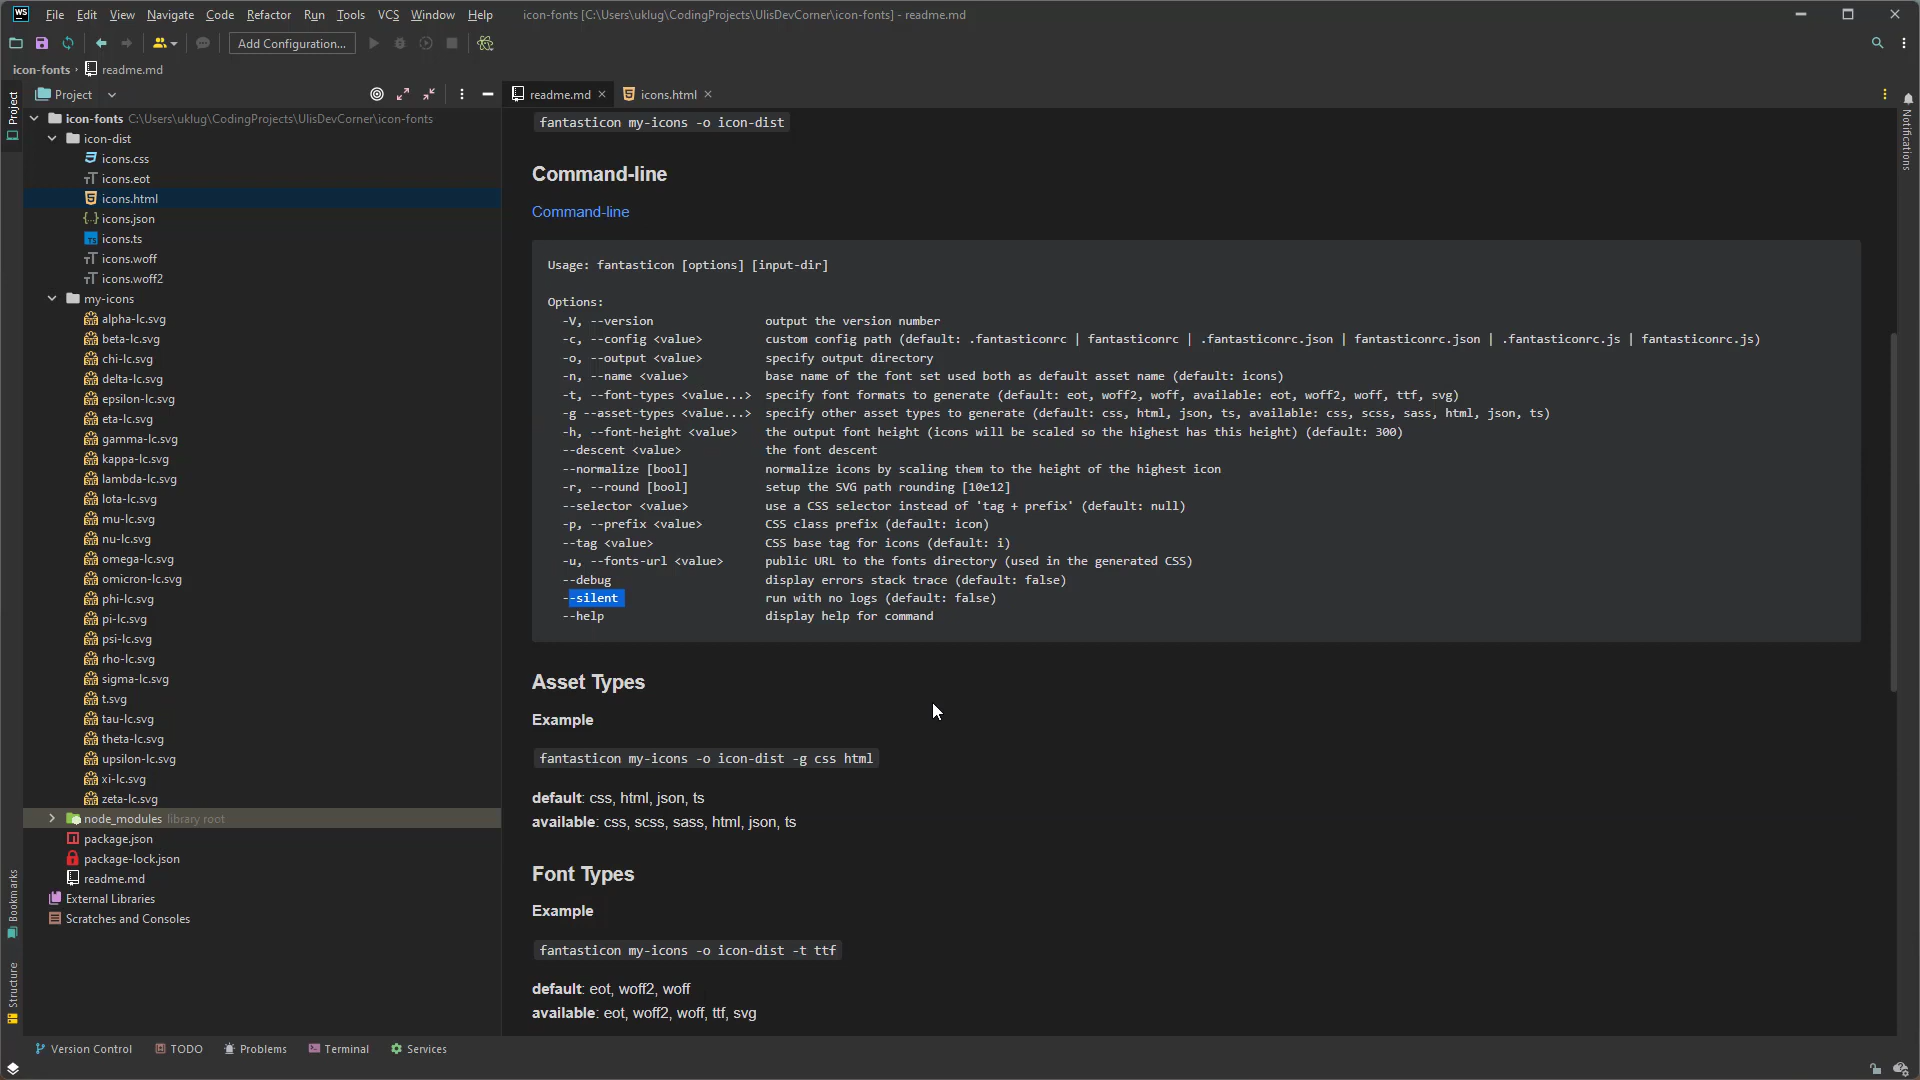 WS File Edit View Navigate Code Refactor Run Tools VCS Window Help icon-fonts [C:\Users\uklug\CodingProjects\UlisDevCorner\icon-fonts] - readme.md
Add Configuration...
icon-fonts › readme.md
Project
Project
icon-fonts C:\Users\uklug\CodingProjects\UlisDevCorner\icon-fonts
icon-dist
icons.css
icons.eot
icons.html
icons.json
icons.ts
icons.woff
icons.woff2
my-icons
alpha-lc.svg
beta-lc.svg
chi-lc.svg
delta-lc.svg
epsilon-lc.svg
eta-lc.svg
gamma-lc.svg
kappa-lc.svg
lambda-lc.svg
lota-lc.svg
mu-lc.svg
nu-lc.svg
omega-lc.svg
omicron-lc.svg
phi-lc.svg
pi-lc.svg
psi-lc.svg
rho-lc.svg
sigma-lc.svg
t.svg
tau-lc.svg
theta-lc.svg
upsilon-lc.svg
xi-lc.svg
zeta-lc.svg
node_modules library root
package.json
package-lock.json
readme.md
External Libraries
Scratches and Consoles
Bookmarks
Structure
readme.md icons.html
fantasticon my-icons -o icon-dist
Command-line
Command-line
Usage: fantasticon [options] [input-dir]
Options:
-V, --version output the version number
-c, --config <value> custom config path (default: .fantasticonrc | fantasticonrc | .fantasticonrc.json | fantasticonrc.json | .fantasticonrc.js | fantasticonrc.js)
-o, --output <value> specify output directory
-n, --name <value> base name of the font set used both as default asset name (default: icons)
-t, --font-types <value...> specify font formats to generate (default: eot, woff2, woff, available: eot, woff2, woff, ttf, svg)
-g --asset-types <value...> specify other asset types to generate (default: css, html, json, ts, available: css, scss, sass, html, json, ts)
-h, --font-height <value> the output font height (icons will be scaled so the highest has this height) (default: 300)
--descent <value> the font descent
--normalize [bool] normalize icons by scaling them to the height of the highest icon
-r, --round [bool] setup the SVG path rounding [10e12]
--selector <value> use a CSS selector instead of 'tag + prefix' (default: null)
-p, --prefix <value> CSS class prefix (default: icon)
--tag <value> CSS base tag for icons (default: i)
-u, --fonts-url <value> public URL to the fonts directory (used in the generated CSS)
--debug display errors stack trace (default: false)
--silent run with no logs (default: false)
--help display help for command
Asset Types
Example
fantasticon my-icons -o icon-dist -g css html
default: css, html, json, ts
available: css, scss, sass, html, json, ts
Font Types
Example
fantasticon my-icons -o icon-dist -t ttf
default: eot, woff2, woff
available: eot, woff2, woff, ttf, svg
Notifications
Version Control TODO Problems Terminal Services